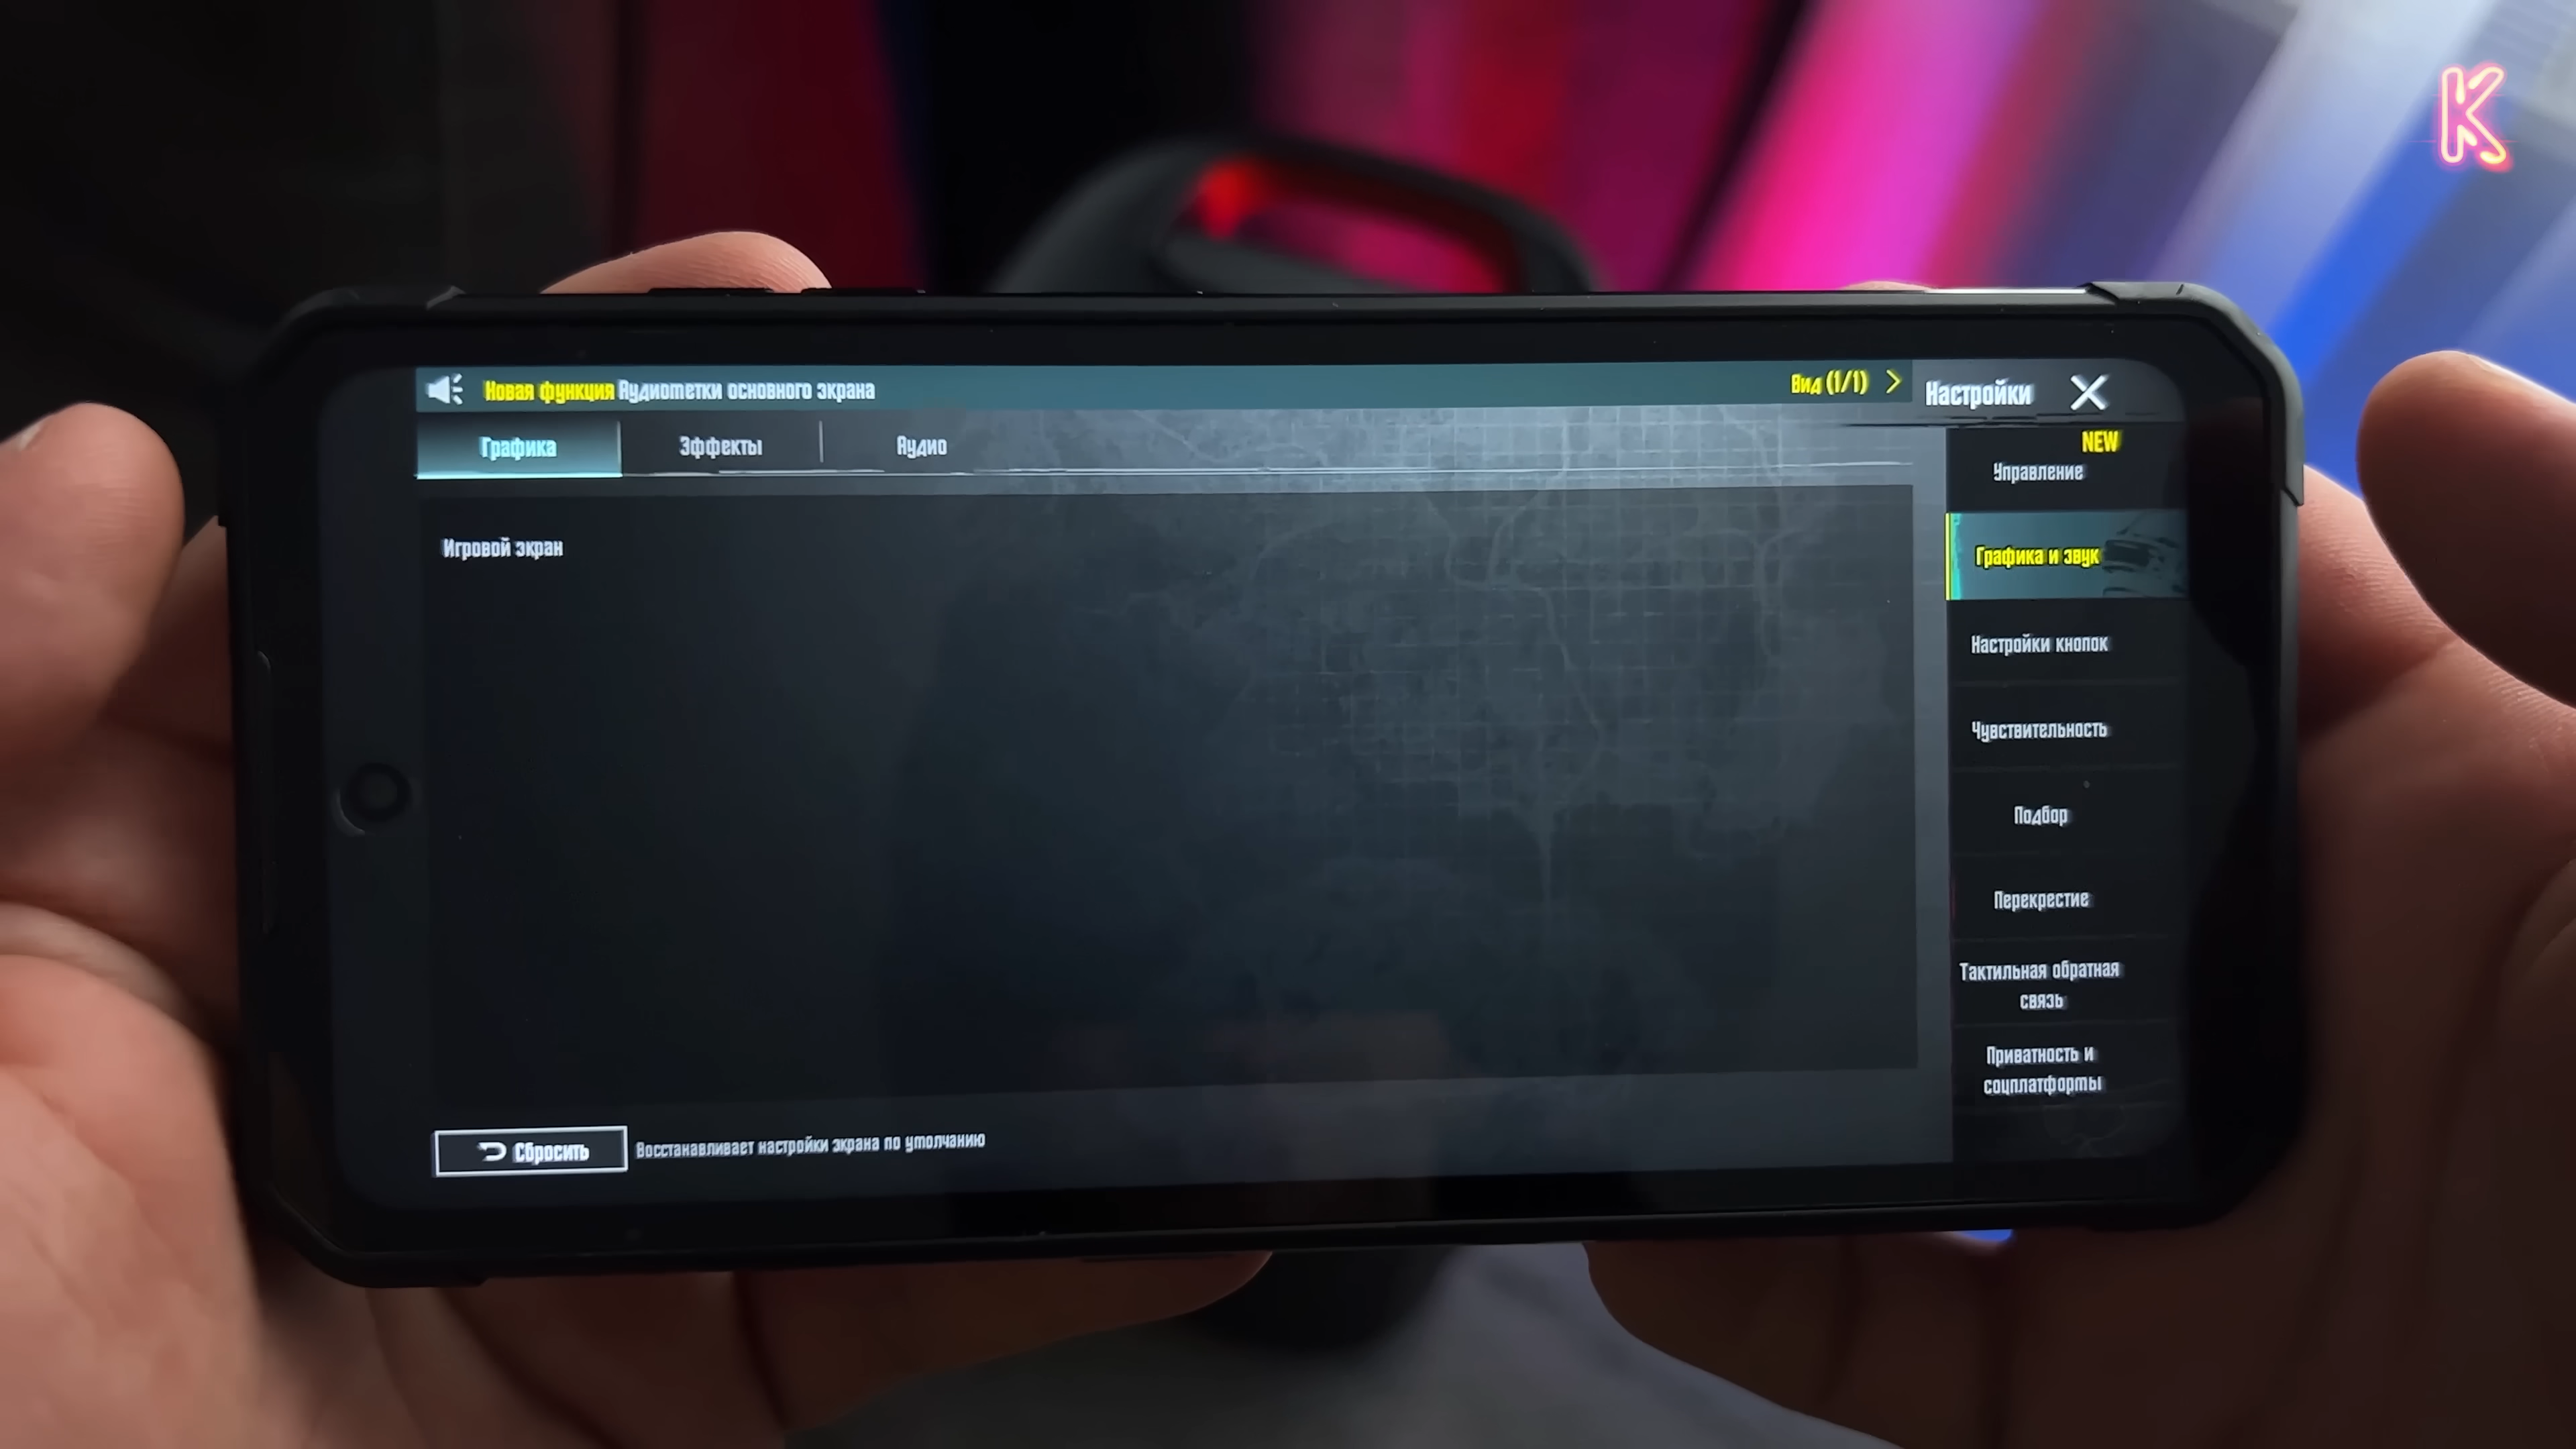 Новая функция Аудиометки основного экрана
Вид (1/1)
Настройки
Графика
Эффекты
Аудио
Игровой экран
NEW
Управление
Графика и звук
Настройки кнопок
Чувствительность
Подбор
Перекрестие
Тактильная обратная
связь
Приватность и
соцплатформы
Сбросить
Восстанавливает настройки экрана по умолчанию
K